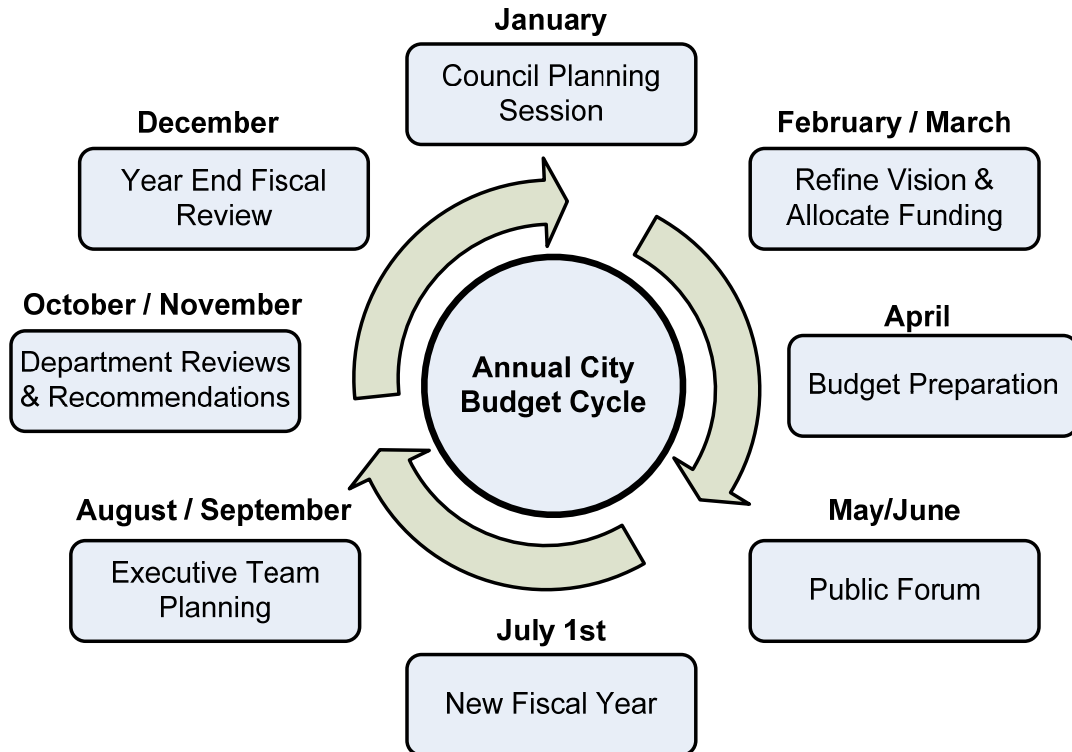 January
Council Planning
Session
February / March
Refine Vision &
Allocate Funding
April
Budget Preparation
May/June
Public Forum
July 1st
New Fiscal Year
August / September
Executive Team
Planning
October / November
Department Reviews
& Recommendations
December
Year End Fiscal
Review
Annual City
Budget Cycle